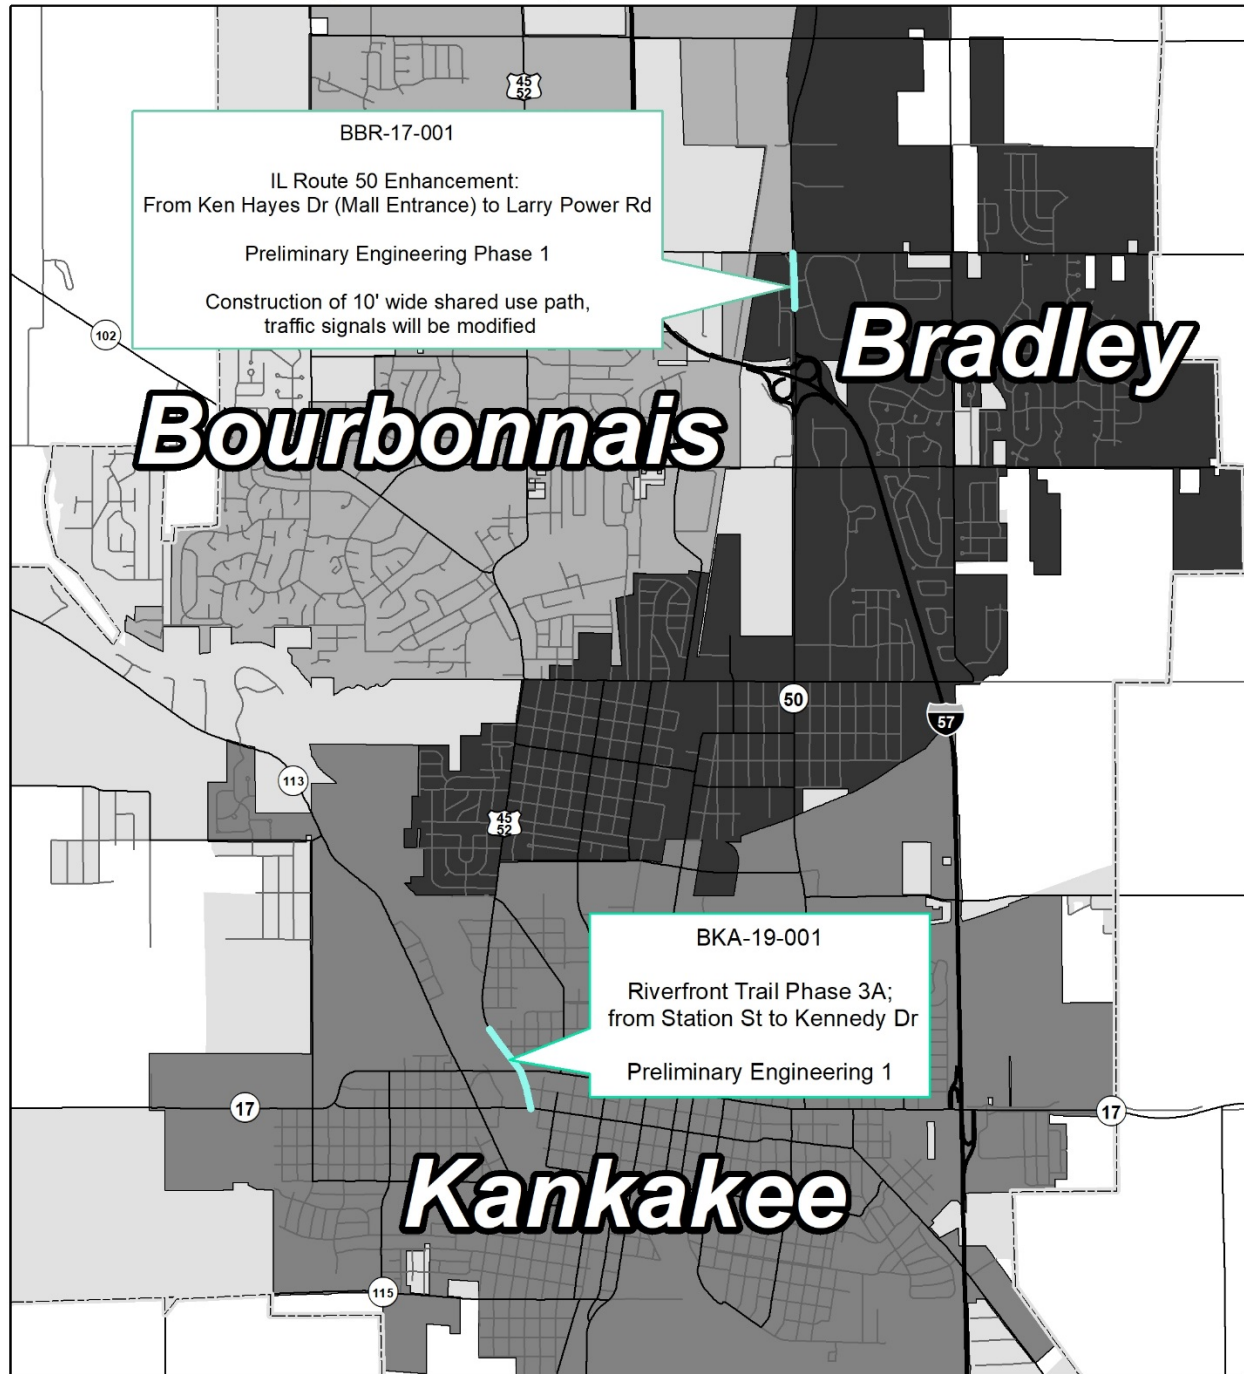 45
52
BBR-17-001
IL Route 50 Enhancement:
From Ken Hayes Dr (Mall Entrance) to Larry Power Rd
Preliminary Engineering Phase 1
Construction of 10' wide shared use path,
traffic signals will be modified
102
Bradley
Bourbonnais
50
57
113
45
52
BKA-19-001
Riverfront Trail Phase 3A;
from Station St to Kennedy Dr
Preliminary Engineering 1
17
17
Kankakee
115